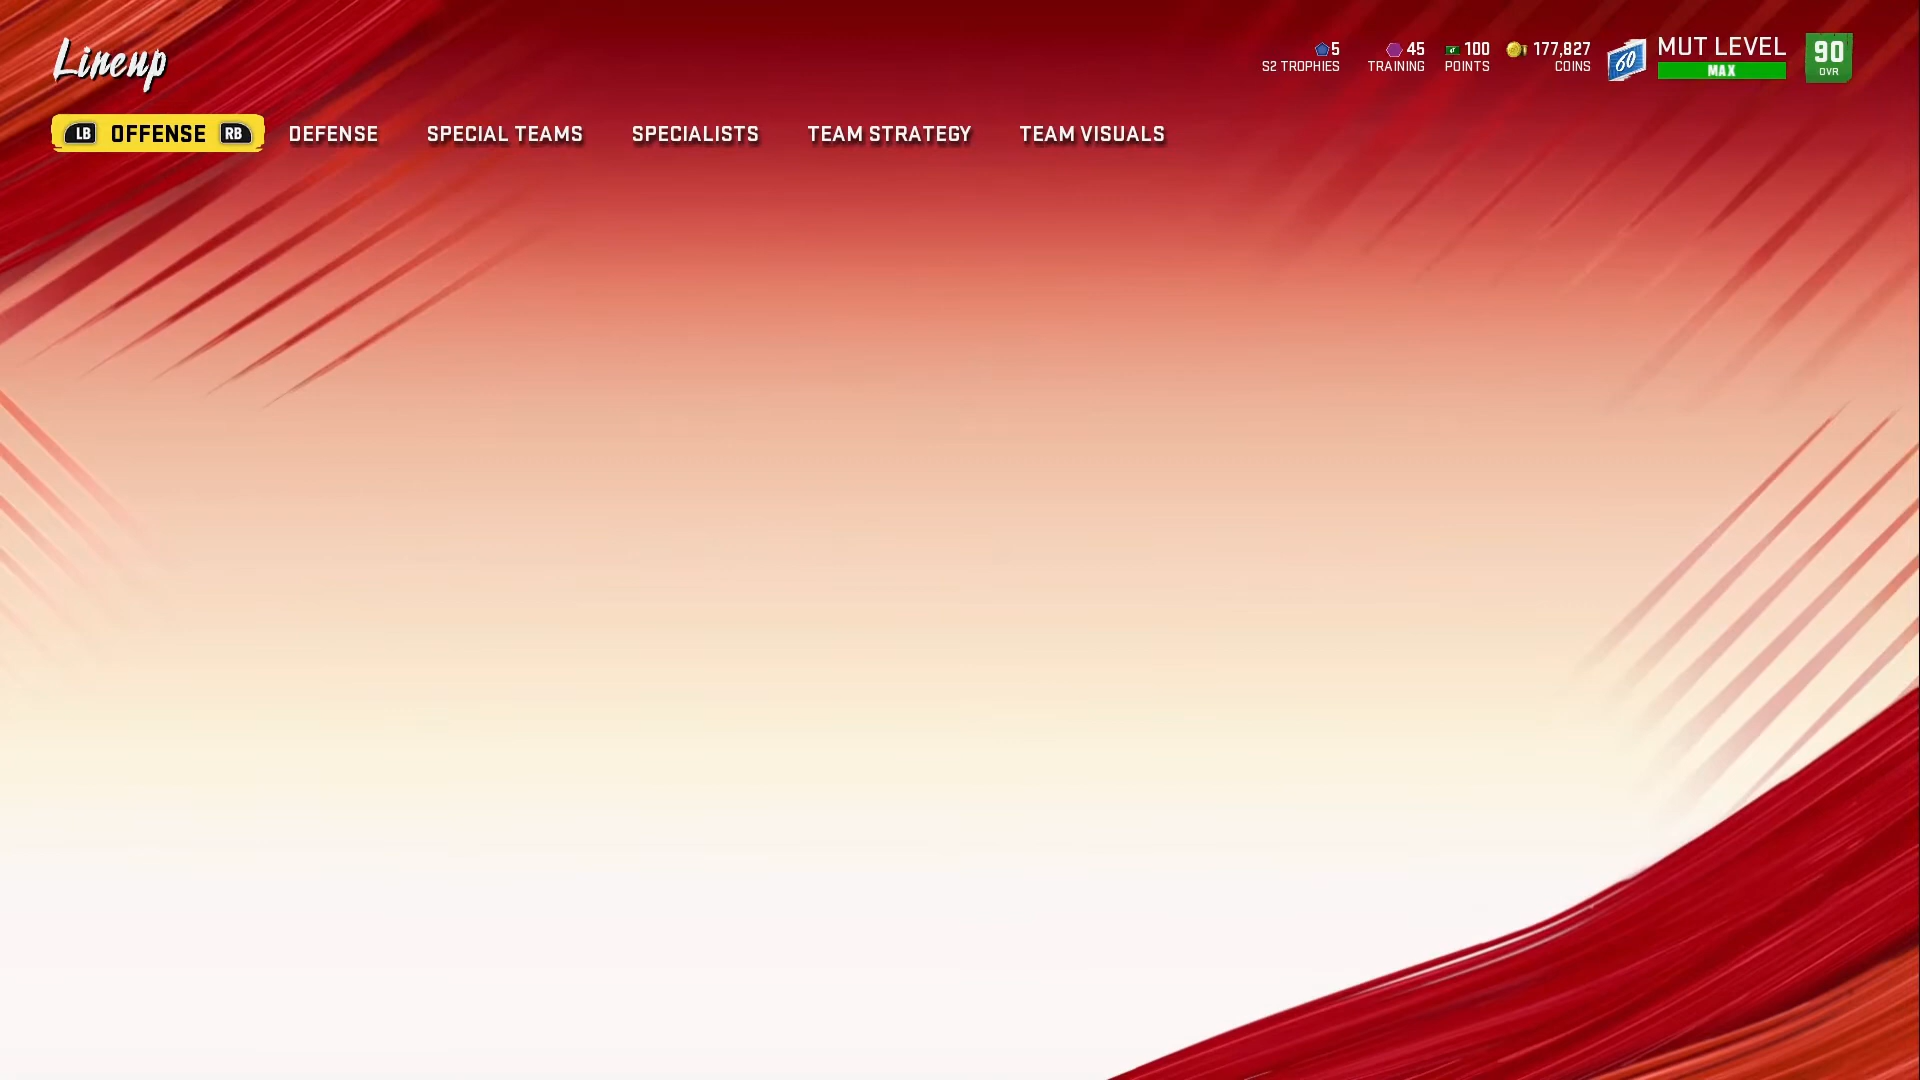 Lineup
5
S2 TROPHIES
45
TRAINING
100
POINTS
177,827
COINS
60
MUT LEVEL
MAX
90
OVR
LB OFFENSE RB DEFENSE SPECIAL TEAMS SPECIALISTS TEAM STRATEGY TEAM VISUALS